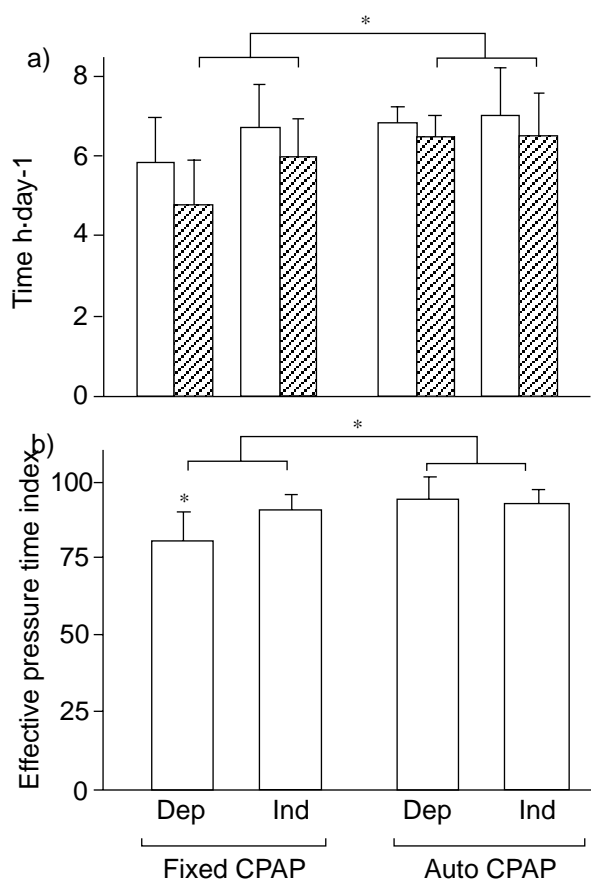 *
a)
8
6
4
2
0
Time h·day-1
*
b)
100
75
50
25
0
Effective pressure time index
*
Dep Ind Dep Ind
Fixed CPAP Auto CPAP